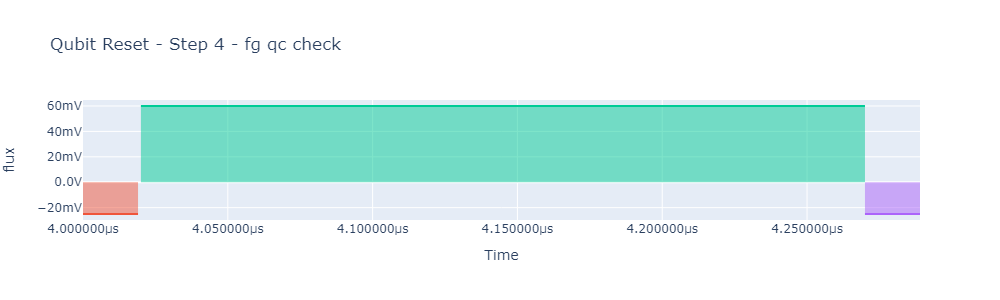 Qubit Reset - Step 4 - fg qc check
60mV
40mV
20mV
0.0V
−20mV
flux
4.000000μs 4.050000μs 4.100000μs 4.150000μs 4.200000μs 4.250000μs
Time